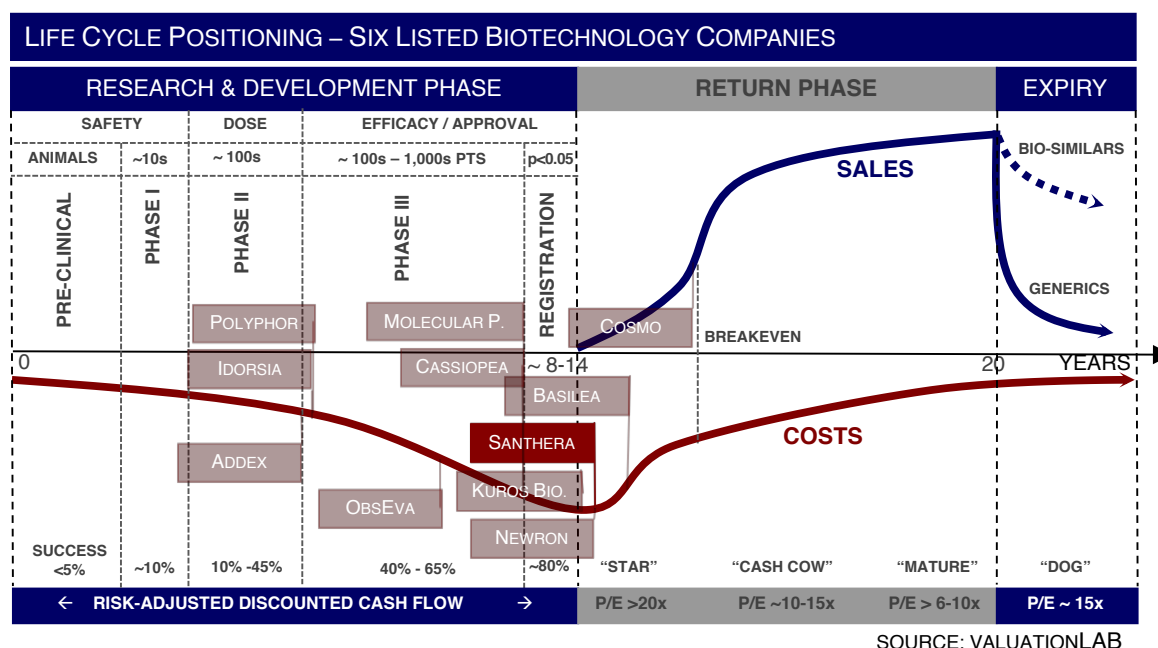 LIFE CYCLE POSITIONING – SIX LISTED BIOTECHNOLOGY COMPANIES
RESEARCH & DEVELOPMENT PHASE RETURN PHASE EXPIRY
SAFETY DOSE EFFICACY / APPROVAL
ANIMALS ~10s ~ 100s ~ 100s – 1,000s PTS p<0.05
PRE-CLINICAL
PHASE I
PHASE II
PHASE III
REGISTRATION
SALES
BIO-SIMILARS
GENERICS
POLYPHOR MOLECULAR P. COSMO
BREAKEVEN
0 ~ 8-14 20 YEARS
IDORSIA CASSIOPEA
BASILEA
SANTHERA COSTS
ADDEX
KUROS BIO.
OBSEVA
NEWRON
SUCCESS
<5% ~10% 10% -45% 40% - 65% ~80% “STAR” “CASH COW” “MATURE” “DOG”
← RISK-ADJUSTED DISCOUNTED CASH FLOW → P/E >20x P/E ~10-15x P/E > 6-10x P/E ~ 15x
SOURCE: VALUATIONLAB